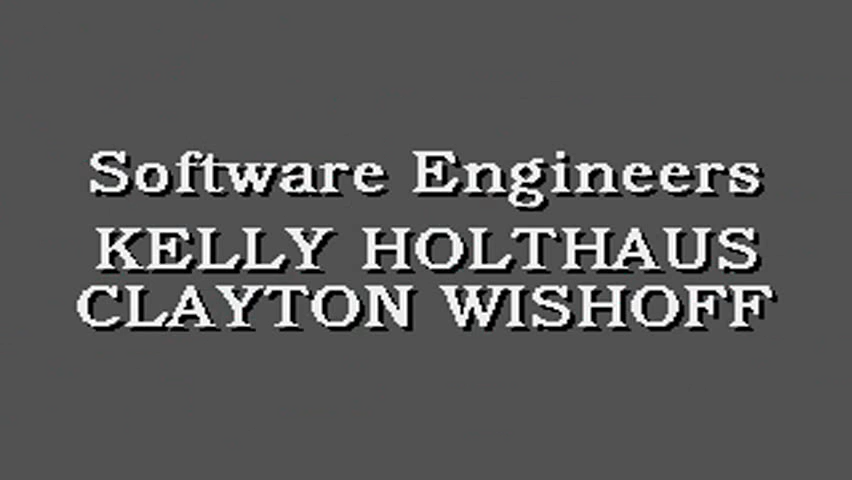 Software Engineers
KELLY HOLTHAUS
CLAYTON WISHOFF